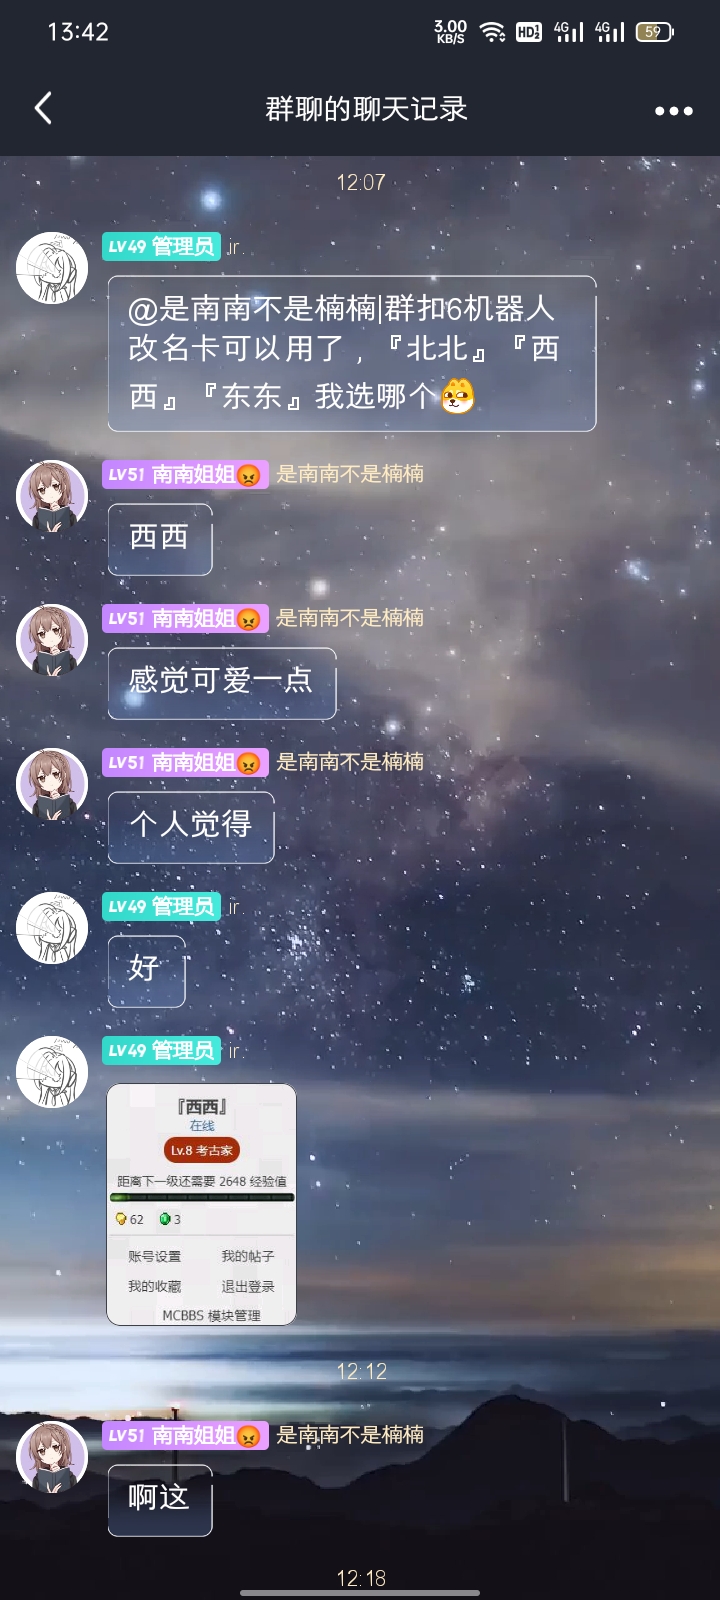 13:42
3.00 KB/S HD 4G 4G 59
群聊的聊天记录
12:07
LV49 管理员 jr.
@是南南不是楠楠|群扣6机器人
改名卡可以用了，『北北』『西
西』『东东』我选哪个
LV51 南南姐姐 是南南不是楠楠
西西
LV51 南南姐姐 是南南不是楠楠
感觉可爱一点
LV51 南南姐姐 是南南不是楠楠
个人觉得
LV49 管理员 jr.
好
LV49 管理员 jr.
『西西』
在线
Lv.8 考古家
距离下一级还需要 2648 经验值
62 3
账号设置 我的帖子
我的收藏 退出登录
MCBBS 模块管理
12:12
LV51 南南姐姐 是南南不是楠楠
啊这
12:18